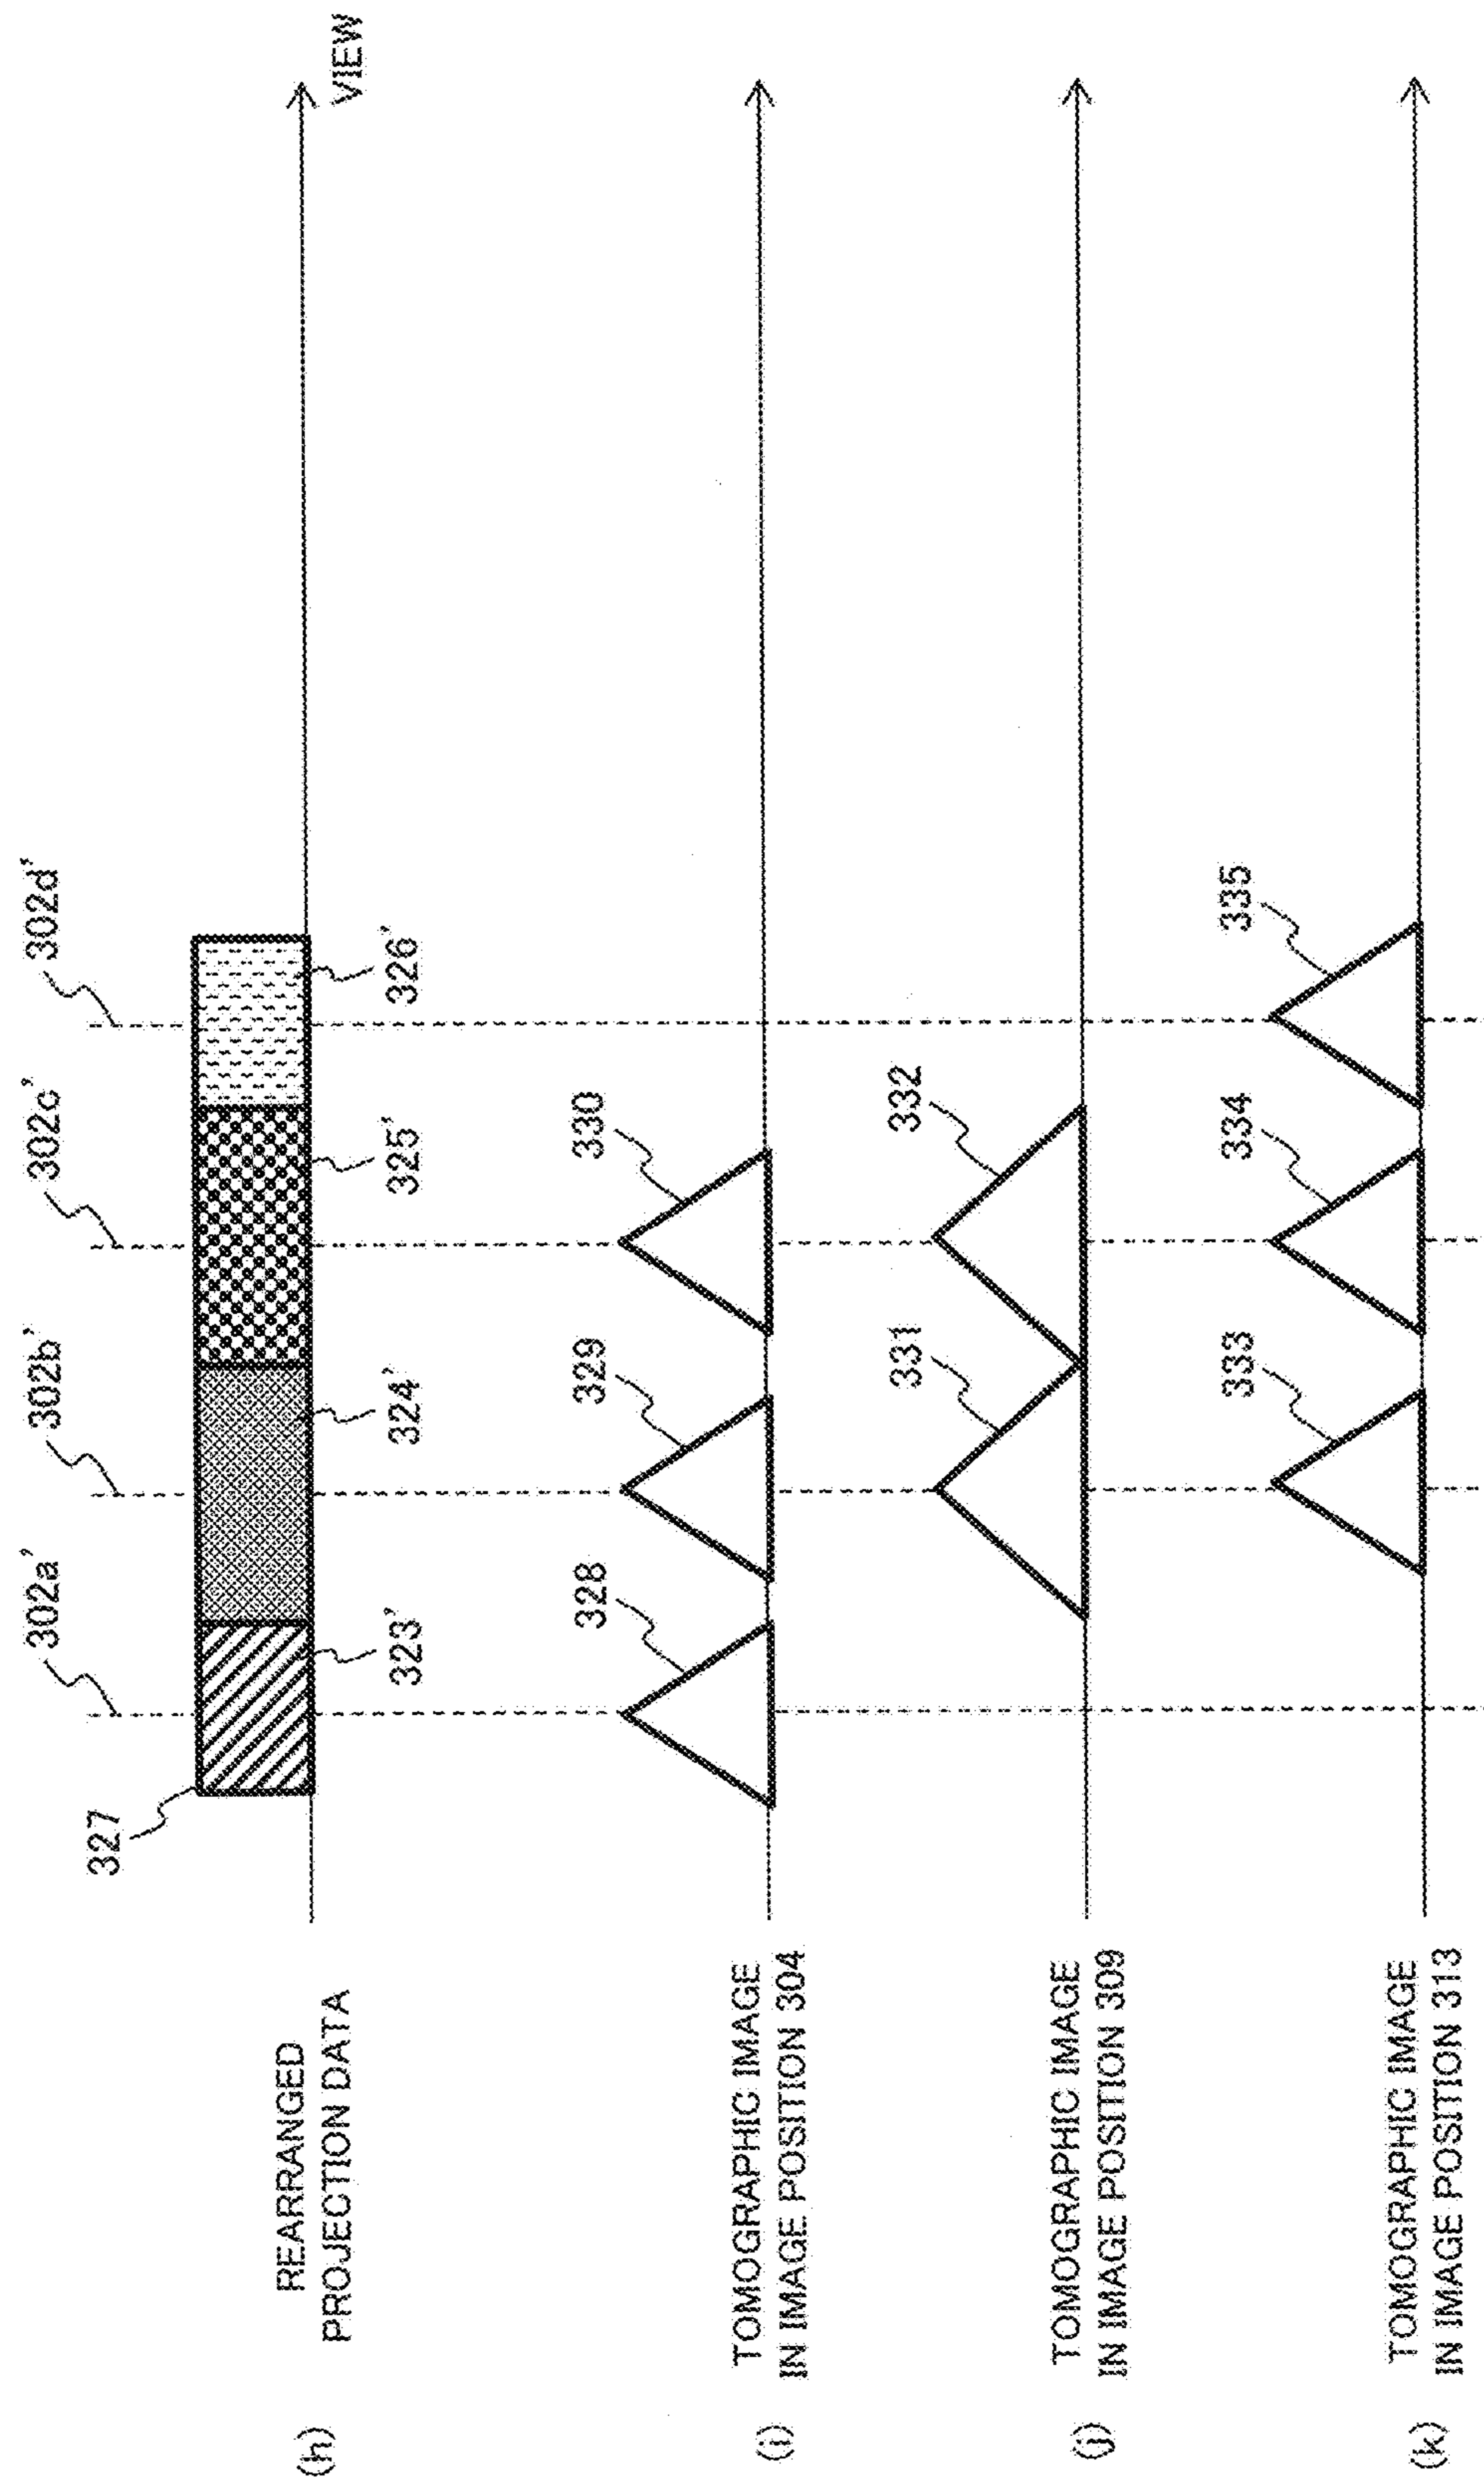 302a'
302b'
302c'
302d'
327
(h)
REARRANGED
PROJECTION DATA
323'
324'
325'
326'
VIEW
328
329
330
(i)
TOMOGRAPHIC IMAGE
IN IMAGE POSITION 304
331
332
(j)
TOMOGRAPHIC IMAGE
IN IMAGE POSITION 309
333
334
335
(k)
TOMOGRAPHIC IMAGE
IN IMAGE POSITION 313